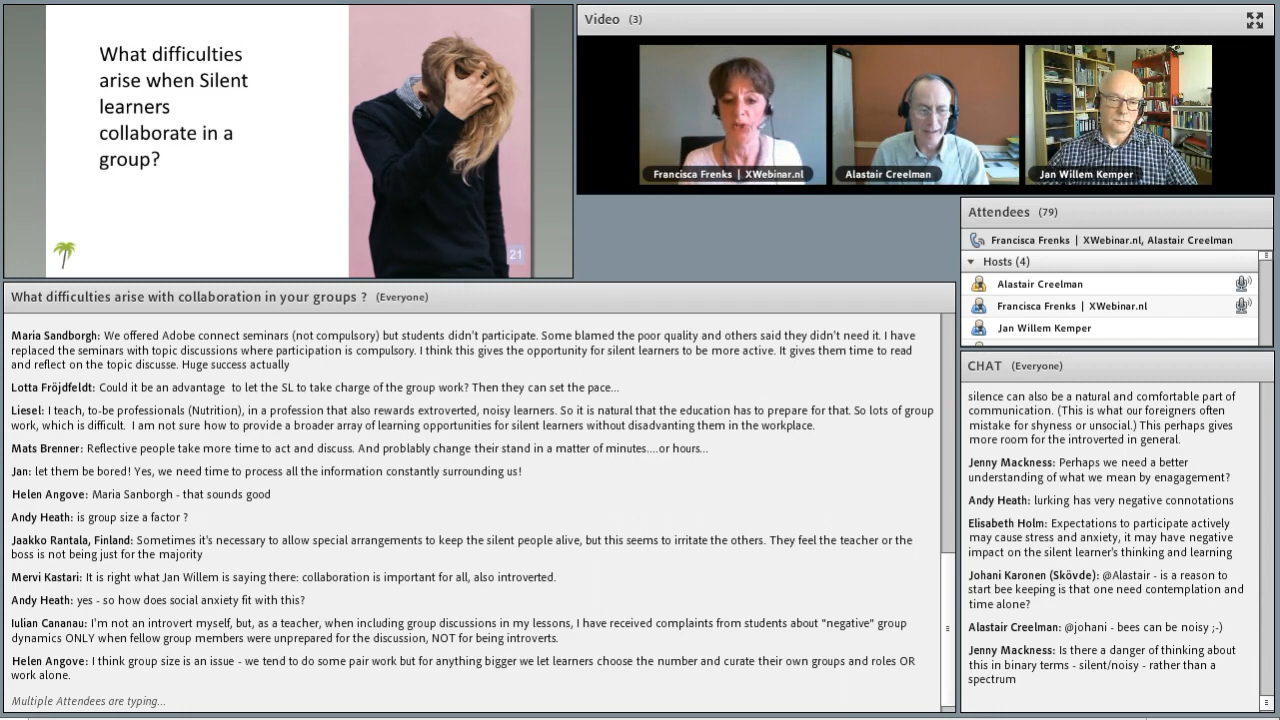 What difficulties
arise when Silent
learners
collaborate in a
group?
21
Video (3)
Francisca Frenks | XWebinar.nl
Alastair Creelman
Jan Willem Kemper
Attendees (79)
Francisca Frenks | XWebinar.nl, Alastair Creelman
Hosts (4)
Alastair Creelman
Francisca Frenks | XWebinar.nl
Jan Willem Kemper
What difficulties arise with collaboration in your groups ? (Everyone)
Maria Sandborgh: We offered Adobe connect seminars (not compulsory) but students didn't participate. Some blamed the poor quality and others said they didn't need it. I have
replaced the seminars with topic discussions where participation is compulsory. I think this gives the opportunity for silent learners to be more active. It gives them time to read
and reflect on the topic discusse. Huge success actually
Lotta Fröjdfeldt: Could it be an advantage to let the SL to take charge of the group work? Then they can set the pace...
Liesel: I teach, to-be professionals (Nutrition), in a profession that also rewards extroverted, noisy learners. So it is natural that the education has to prepare for that. So lots of group
work, which is difficult. I am not sure how to provide a broader array of learning opportunities for silent learners without disadvanting them in the workplace.
Mats Brenner: Reflective people take more time to act and discuss. And problably change their stand in a matter of minutes....or hours...
Jan: let them be bored! Yes, we need time to process all the information constantly surrounding us!
Helen Angove: Maria Sanborgh - that sounds good
Andy Heath: is group size a factor ?
Jaakko Rantala, Finland: Sometimes it's necessary to allow special arrangements to keep the silent people alive, but this seems to irritate the others. They feel the teacher or the
boss is not being just for the majority
Mervi Kastari: It is right what Jan Willem is saying there: collaboration is important for all, also introverted.
Andy Heath: yes - so how does social anxiety fit with this?
Iulian Cananau: I'm not an introvert myself, but, as a teacher, when including group discussions in my lessons, I have received complaints from students about "negative" group
dynamics ONLY when fellow group members were unprepared for the discussion, NOT for being introverts.
Helen Angove: I think group size is an issue - we tend to do some pair work but for anything bigger we let learners choose the number and curate their own groups and roles OR
work alone.
Multiple Attendees are typing...
CHAT (Everyone)
silence can also be a natural and comfortable part of
communication. (This is what our foreigners often
mistake for shyness or unsocial.) This perhaps gives
more room for the introverted in general.
Jenny Mackness: Perhaps we need a better
understanding of what we mean by enagagement?
Andy Heath: lurking has very negative connotations
Elisabeth Holm: Expectations to participate actively
may cause stress and anxiety, it may have negative
impact on the silent learner's thinking and learning
Johani Karonen (Skövde): @Alastair - is a reason to
start bee keeping is that one need contemplation and
time alone?
Alastair Creelman: @johani - bees can be noisy ;-)
Jenny Mackness: Is there a danger of thinking about
this in binary terms - silent/noisy - rather than a
spectrum